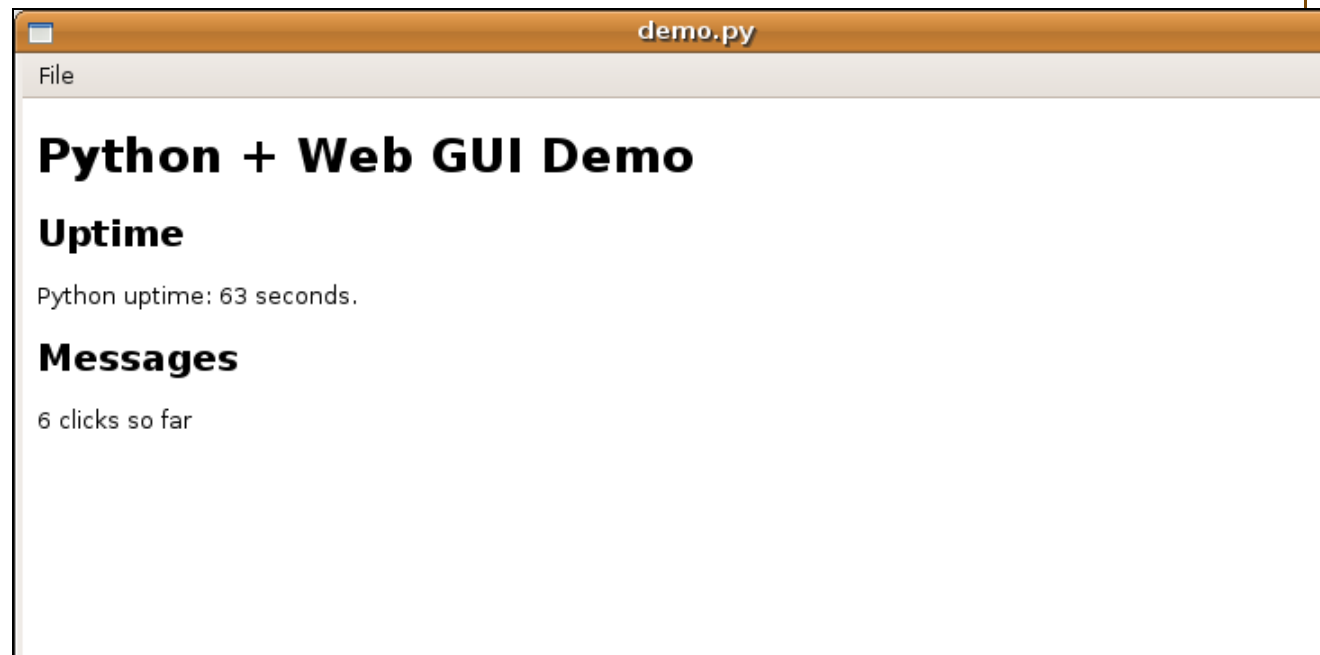 demo.py
File
Python + Web GUI Demo
Uptime
Python uptime: 63 seconds.
Messages
6 clicks so far